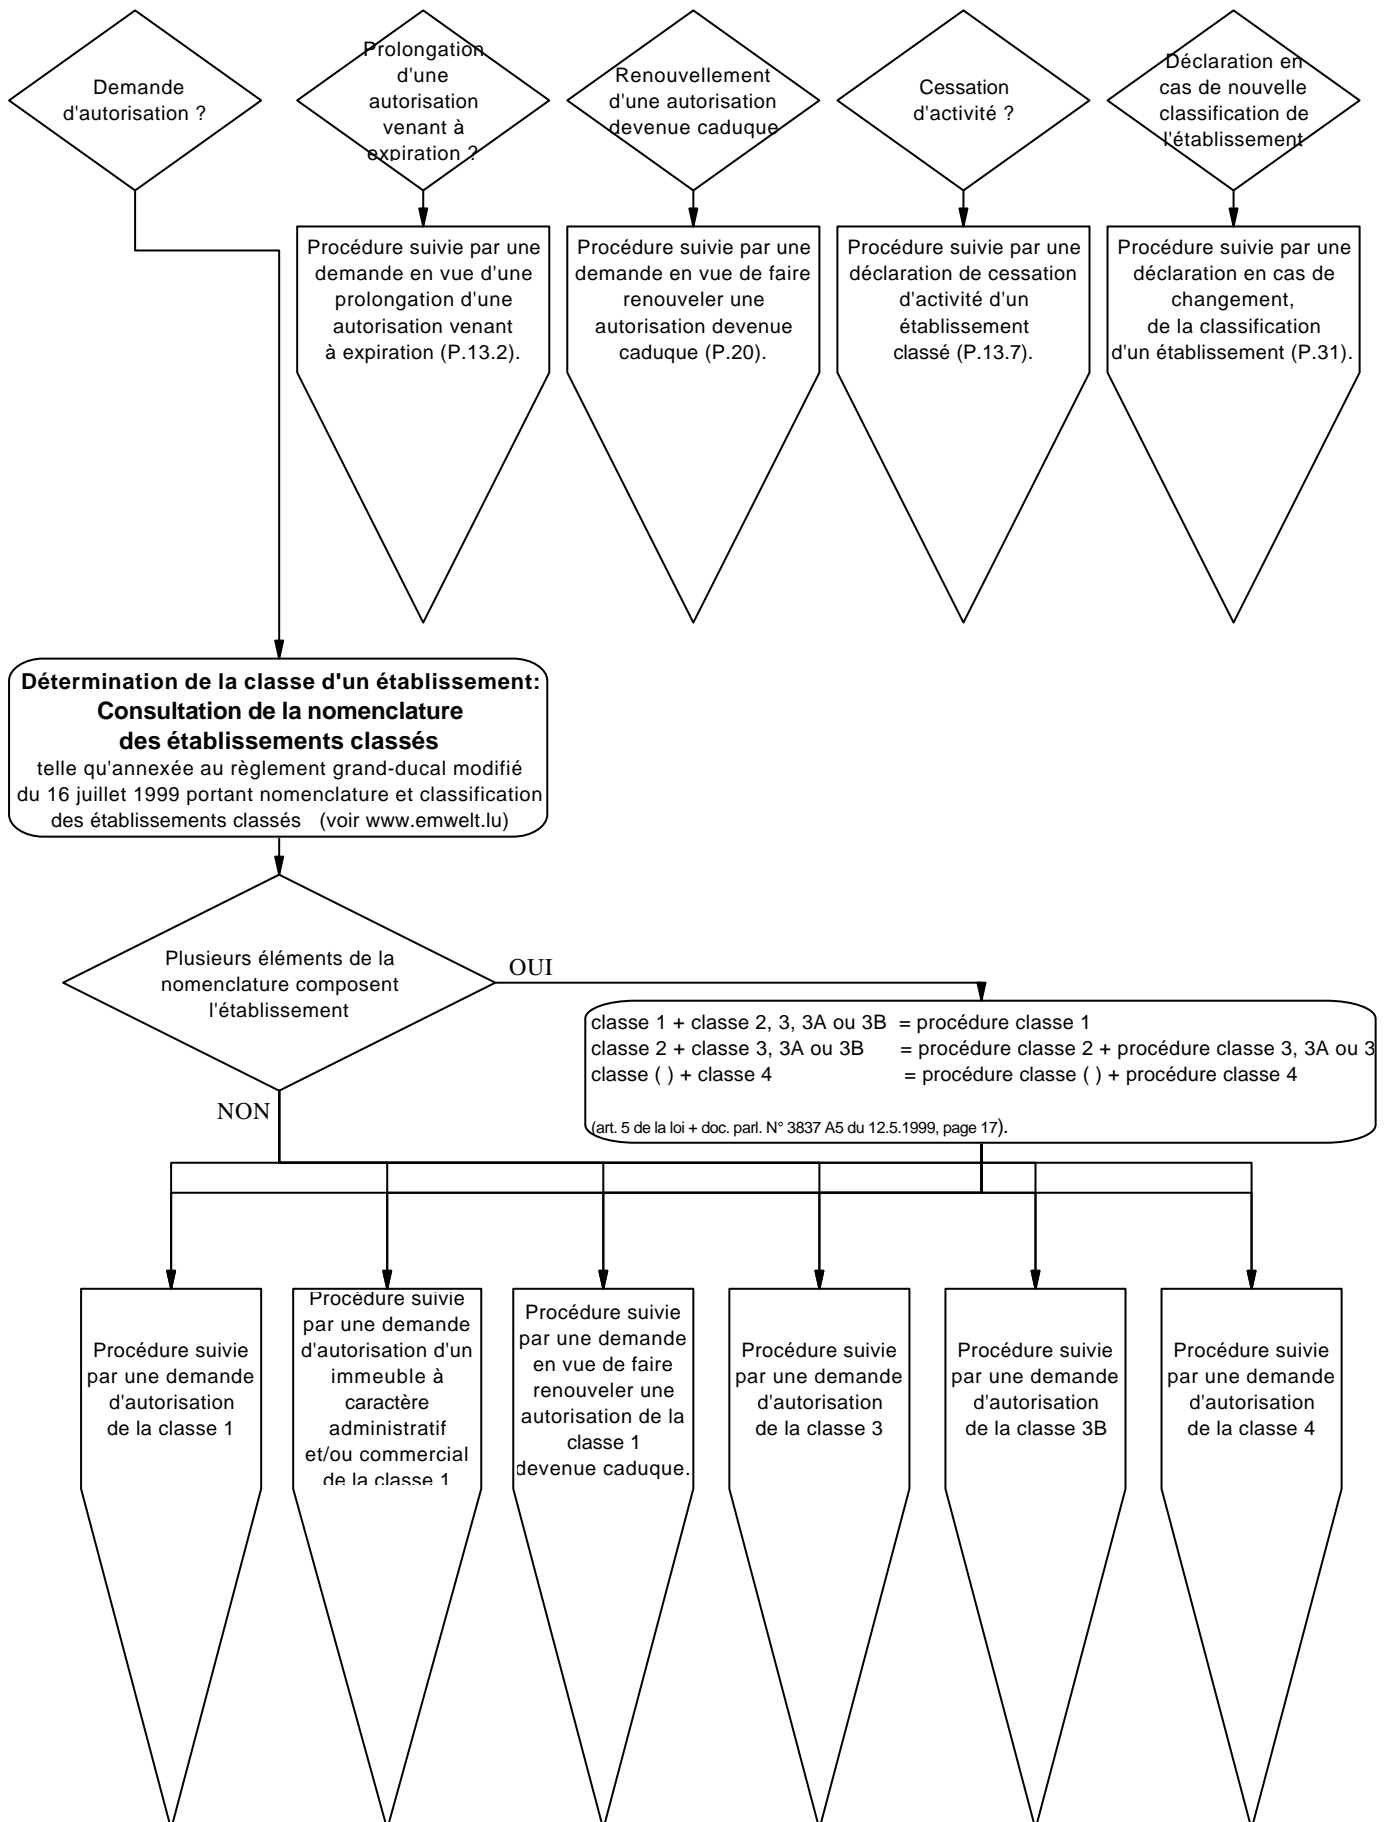 Demande
d'autorisation ?
Prolongation
d'une
autorisation
venant à
expiration ?
Renouvellement
d'une autorisation
devenue caduque
Cessation
d'activité ?
Déclaration en
cas de nouvelle
classification de
l'établissement
Procédure suivie par une
demande en vue d'une
prolongation d'une
autorisation venant
à expiration (P.13.2).
Procédure suivie par une
demande en vue de faire
renouveler une
autorisation devenue
caduque (P.20).
Procédure suivie par une
déclaration de cessation
d'activité d'un
établissement
classé (P.13.7).
Procédure suivie par une
déclaration en cas de
changement,
de la classification
d'un établissement (P.31).
Détermination de la classe d'un établissement:
Consultation de la nomenclature
des établissements classés
telle qu'annexée au règlement grand-ducal modifié
du 16 juillet 1999 portant nomenclature et classification
des établissements classés (voir www.emwelt.lu)
Plusieurs éléments de la
nomenclature composent
l'établissement
OUI
classe 1 + classe 2, 3, 3A ou 3B = procédure classe 1
classe 2 + classe 3, 3A ou 3B = procédure classe 2 + procédure classe 3, 3A ou 3
classe ( ) + classe 4 = procédure classe ( ) + procédure classe 4
(art. 5 de la loi + doc. parl. N° 3837 A5 du 12.5.1999, page 17).
NON
Procédure suivie
par une demande
d'autorisation
de la classe 1
Procédure suivie
par une demande
d'autorisation d'un
immeuble à
caractère
administratif
et/ou commercial
de la classe 1
Procédure suivie
par une demande
en vue de faire
renouveler une
autorisation de la
classe 1
devenue caduque.
Procédure suivie
par une demande
d'autorisation
de la classe 3
Procédure suivie
par une demande
d'autorisation
de la classe 3B
Procédure suivie
par une demande
d'autorisation
de la classe 4